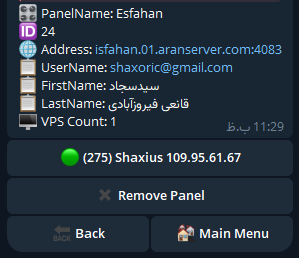 PanelName: Esfahan
ID 24
Address: isfahan.01.aranserver.com:4083
UserName: shaxoric@gmail.com
FirstName: سیدسجاد
LastName: قانعی فیروزآبادی
VPS Count: 1
11:29 ب.ظ
(275) Shaxius 109.95.61.67
Remove Panel
BACK Back
Main Menu